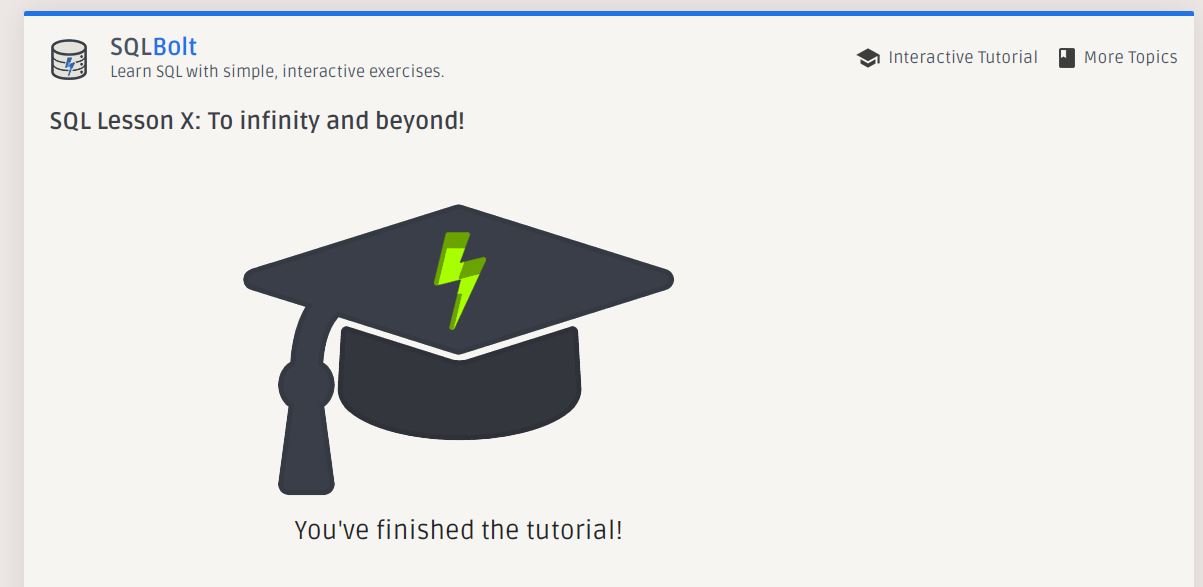 SQLBolt
Learn SQL with simple, interactive exercises.
Interactive Tutorial
More Topics
SQL Lesson X: To infinity and beyond!
You've finished the tutorial!